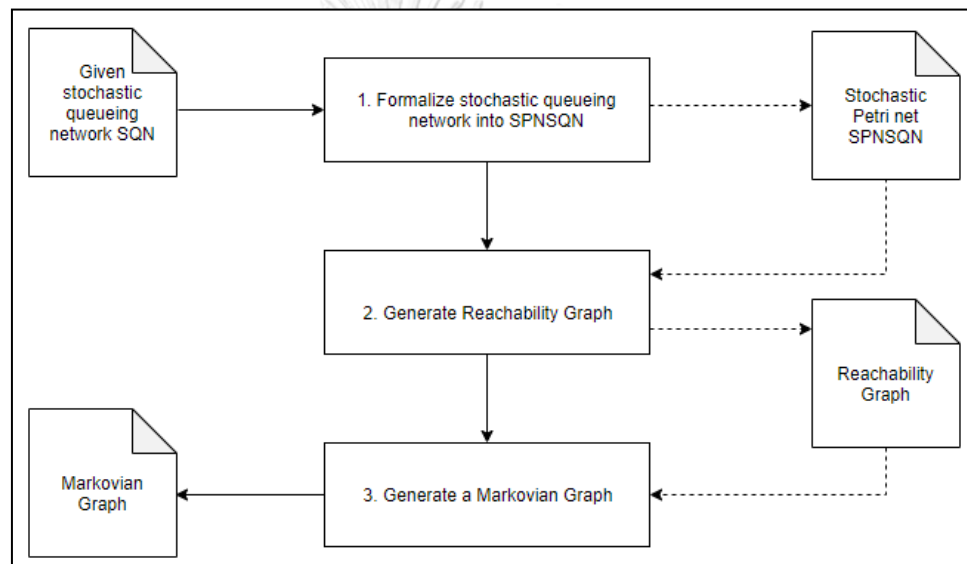 Given
stochastic
queueing
network SQN
1. Formalize stochastic queueing
network into SPNSQN
Stochastic
Petri net
SPNSQN
2. Generate Reachability Graph
Reachability
Graph
Markovian
Graph
3. Generate a Markovian Graph